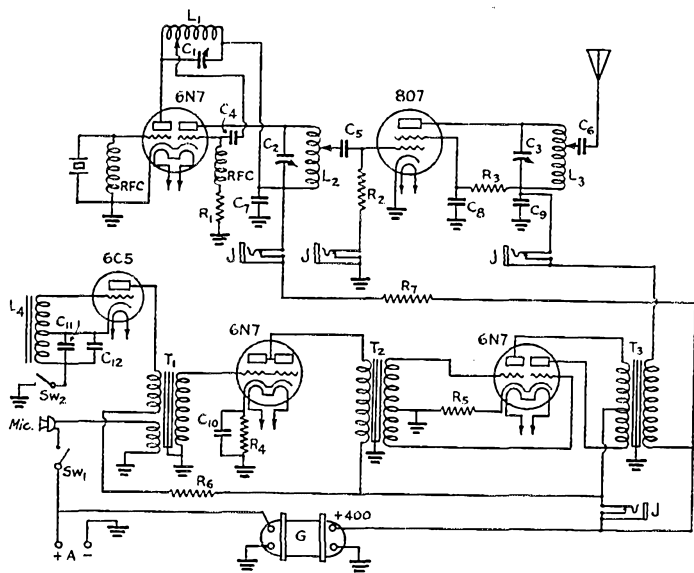 L1
C1
6N7
C4
807
C6
C5
C2
C3
RFC
RFC
L2
R3
L3
R2
R1
C7
C8
C9
J
J
J
6C5
R7
L4
6N7
6N7
C11
C12
T1
T2
T3
Sw2
R5
Mic.
C10
R4
Sw1
R6
J
+400
G
+ A -